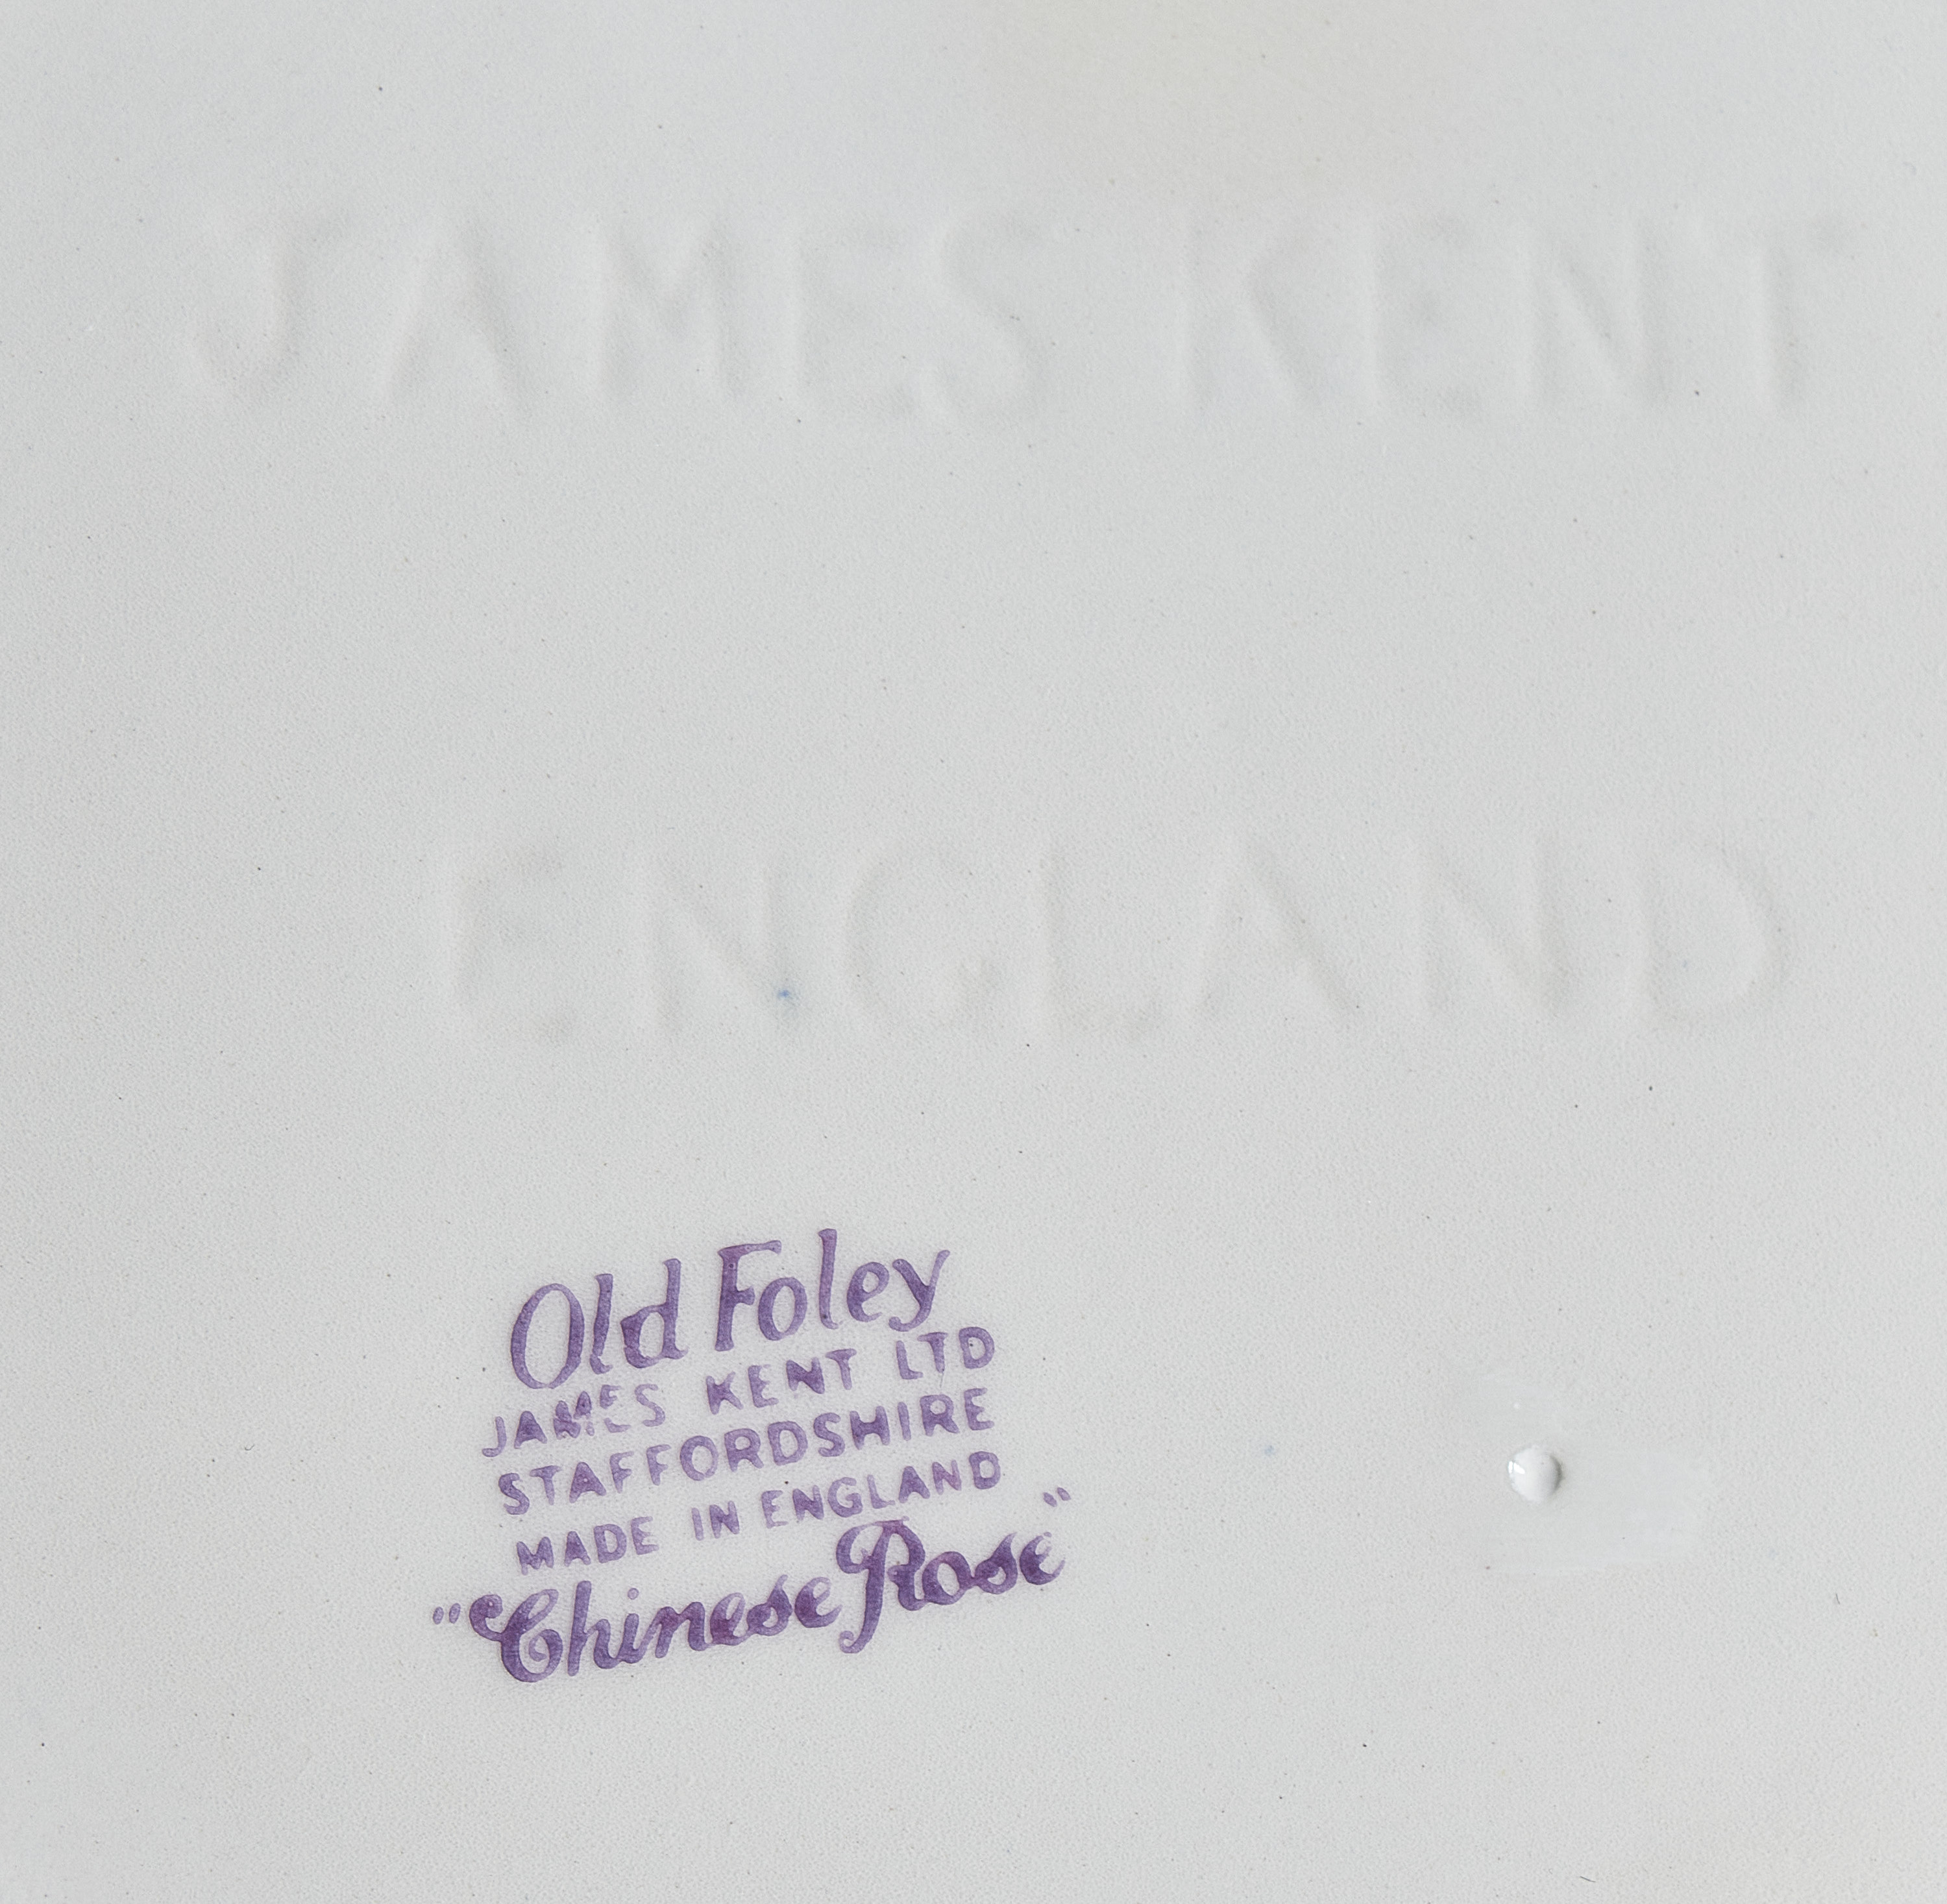 JAMES KENT
ENGLAND
Old Foley
JAMES KENT LTD
STAFFORDSHIRE
MADE IN ENGLAND
"Chinese Rose"